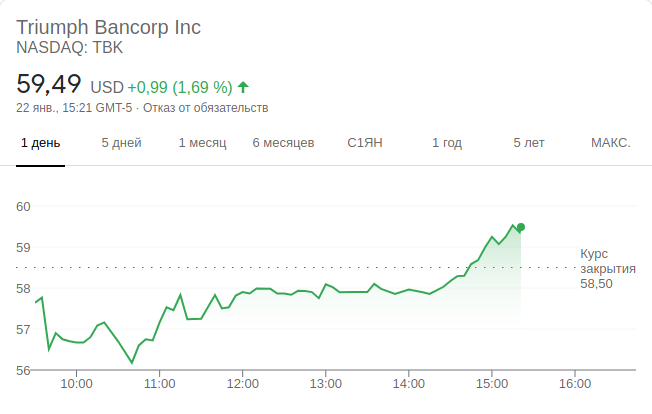 Triumph Bancorp Inc
NASDAQ: TBK
59,49 USD +0,99 (1,69 %)
22 янв., 15:21 GMT-5 · Отказ от обязательств
1 день 5 дней 1 месяц 6 месяцев С1ЯН 1 год 5 лет МАКС.
60
59
Курс
закрытия
58,50
58
57
56
10:00 11:00 12:00 13:00 14:00 15:00 16:00